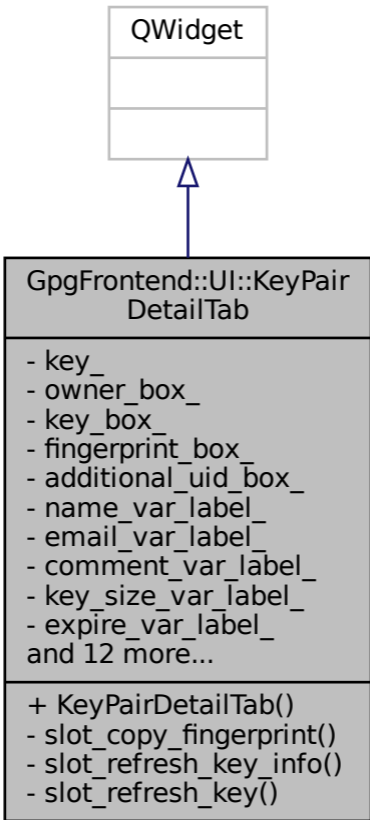 QWidget
GpgFrontend::UI::KeyPair
DetailTab
- key_
- owner_box_
- key_box_
- fingerprint_box_
- additional_uid_box_
- name_var_label_
- email_var_label_
- comment_var_label_
- key_size_var_label_
- expire_var_label_
and 12 more...
+ KeyPairDetailTab()
- slot_copy_fingerprint()
- slot_refresh_key_info()
- slot_refresh_key()